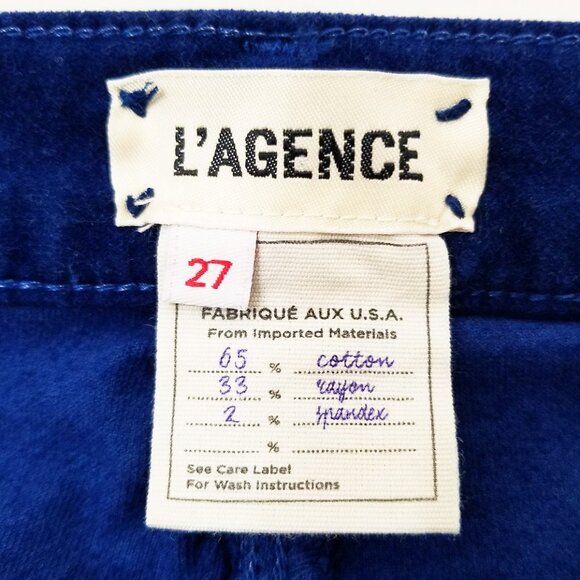 L'AGENCE
27
FABRIQUÉ AUX U.S.A.
From Imported Materials
65 % cotton
33 % rayon
2 % spandex
%
See Care Label
For Wash Instructions